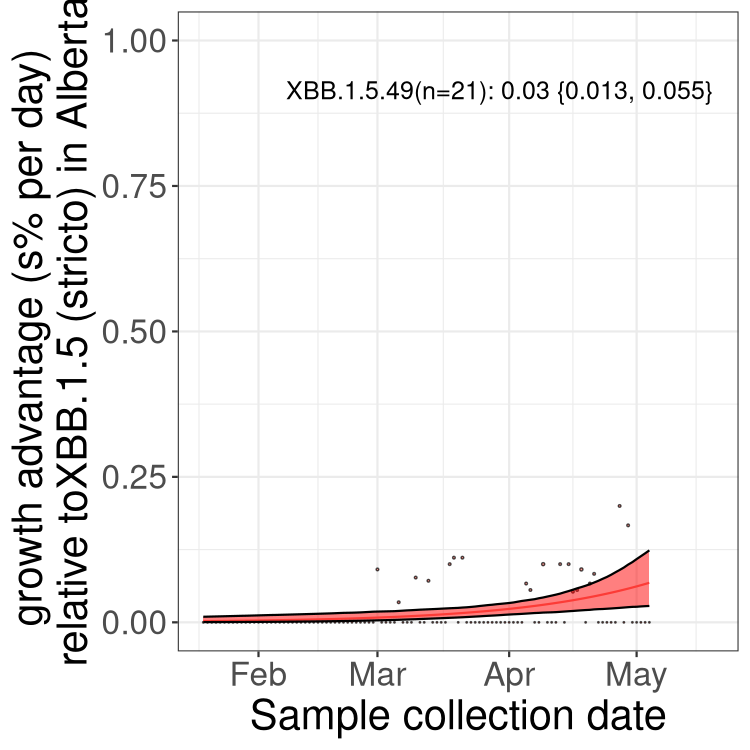 growth advantage (s% per day)
relative toXBB.1.5 (stricto) in Alberta
1.00
0.75
0.50
0.25
0.00
XBB.1.5.49(n=21): 0.03 {0.013, 0.055}
Feb Mar Apr May
Sample collection date